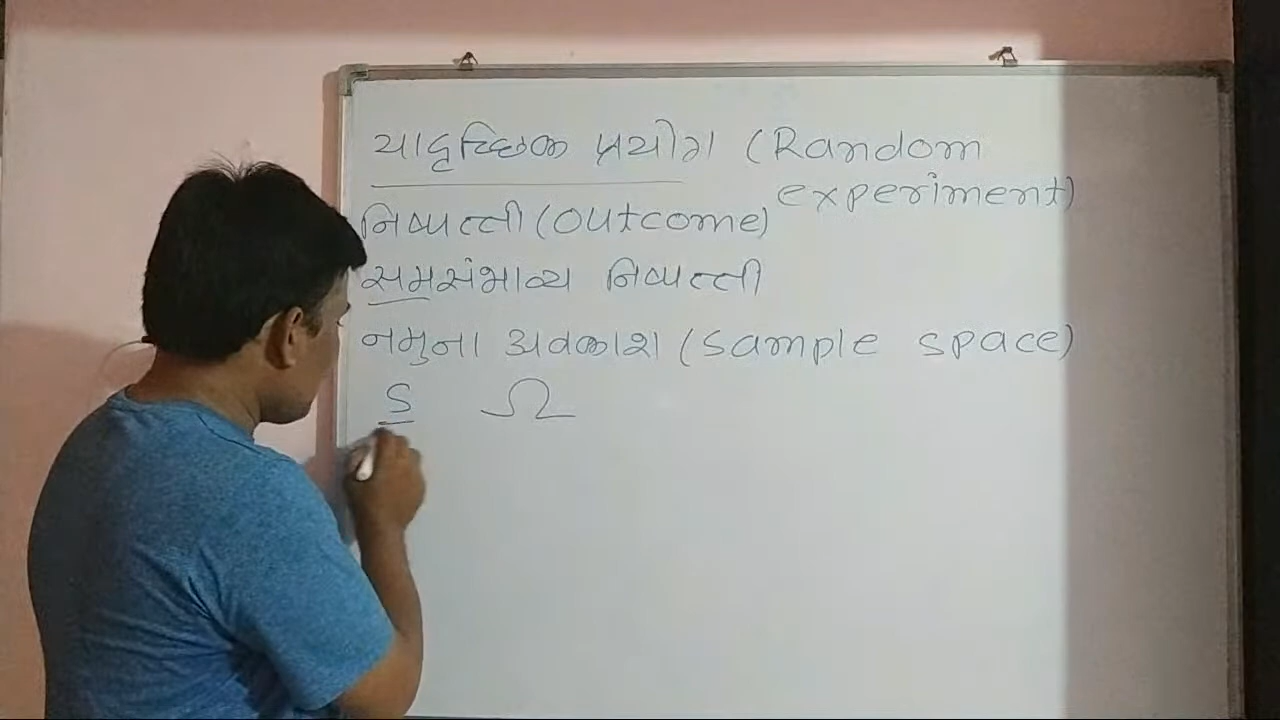 યાદૃચ્છિક પ્રયોગ (Random
experiment)
નિષ્પત્તી (outcome)
સમસંભાવ્ય નિષ્પત્તી
નમુના અવકાશ (sample space)
S Ω